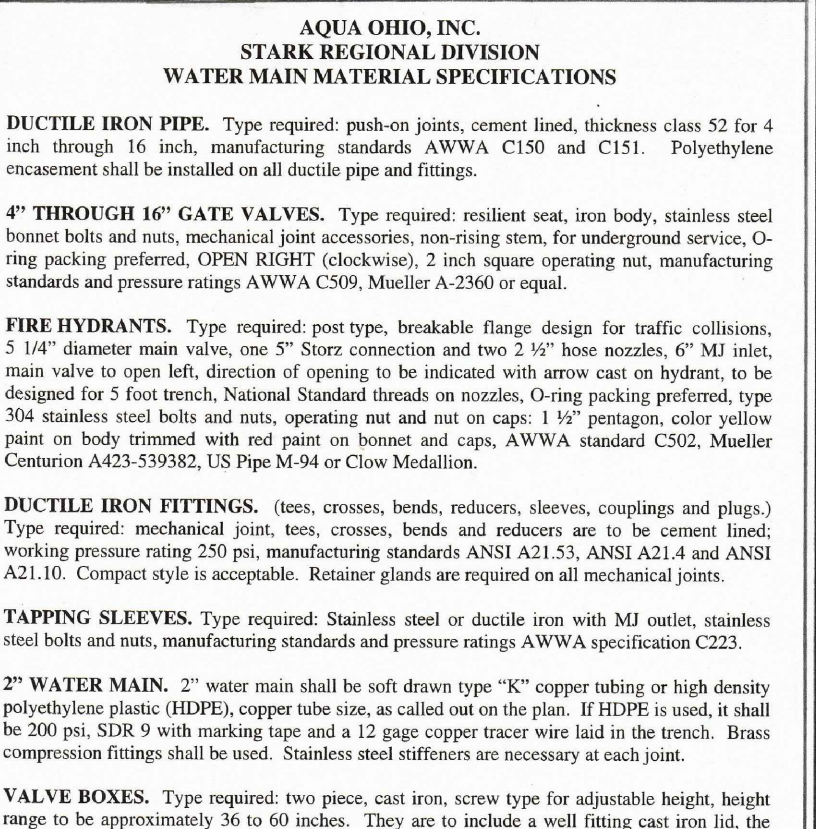 AQUA OHIO, INC.
STARK REGIONAL DIVISION
WATER MAIN MATERIAL SPECIFICATIONS
DUCTILE IRON PIPE. Type required: push-on joints, cement lined, thickness class 52 for 4
inch through 16 inch, manufacturing standards AWWA C150 and C151. Polyethylene
encasement shall be installed on all ductile pipe and fittings.
4” THROUGH 16” GATE VALVES. Type required: resilient seat, iron body, stainless steel
bonnet bolts and nuts, mechanical joint accessories, non-rising stem, for underground service, O-
ring packing preferred, OPEN RIGHT (clockwise), 2 inch square operating nut, manufacturing
standards and pressure ratings AWWA C509, Mueller A-2360 or equal.
FIRE HYDRANTS. Type required: post type, breakable flange design for traffic collisions,
5 1/4” diameter main valve, one 5” Storz connection and two 2 ½” hose nozzles, 6” MJ inlet,
main valve to open left, direction of opening to be indicated with arrow cast on hydrant, to be
designed for 5 foot trench, National Standard threads on nozzles, O-ring packing preferred, type
304 stainless steel bolts and nuts, operating nut and nut on caps: 1 ½” pentagon, color yellow
paint on body trimmed with red paint on bonnet and caps, AWWA standard C502, Mueller
Centurion A423-539382, US Pipe M-94 or Clow Medallion.
DUCTILE IRON FITTINGS. (tees, crosses, bends, reducers, sleeves, couplings and plugs.)
Type required: mechanical joint, tees, crosses, bends and reducers are to be cement lined;
working pressure rating 250 psi, manufacturing standards ANSI A21.53, ANSI A21.4 and ANSI
A21.10. Compact style is acceptable. Retainer glands are required on all mechanical joints.
TAPPING SLEEVES. Type required: Stainless steel or ductile iron with MJ outlet, stainless
steel bolts and nuts, manufacturing standards and pressure ratings AWWA specification C223.
2” WATER MAIN. 2” water main shall be soft drawn type “K” copper tubing or high density
polyethylene plastic (HDPE), copper tube size, as called out on the plan. If HDPE is used, it shall
be 200 psi, SDR 9 with marking tape and a 12 gage copper tracer wire laid in the trench. Brass
compression fittings shall be used. Stainless steel stiffeners are necessary at each joint.
VALVE BOXES. Type required: two piece, cast iron, screw type for adjustable height, height
range to be approximately 36 to 60 inches. They are to include a well fitting cast iron lid, the